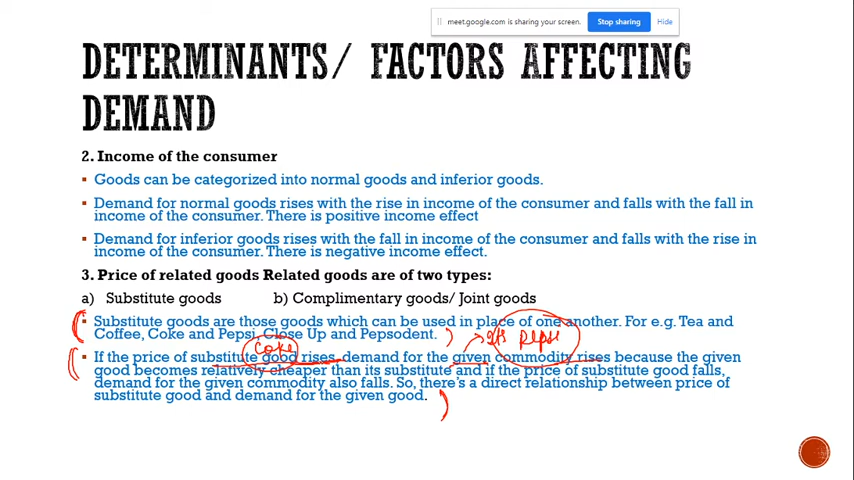 meet.google.com is sharing your screen. Stop sharing Hide
DETERMINANTS/ FACTORS AFFECTING
DEMAND
2. Income of the consumer
▪ Goods can be categorized into normal goods and inferior goods.
▪ Demand for normal goods rises with the rise in income of the consumer and falls with the fall in
income of the consumer. There is positive income effect
▪ Demand for inferior goods rises with the fall in income of the consumer and falls with the rise in
income of the consumer. There is negative income effect.
3. Price of related goods Related goods are of two types:
a) Substitute goods b) Complimentary goods/ Joint goods
▪ Substitute goods are those goods which can be used in place of one another. For e.g. Tea and
Coffee, Coke and Pepsi, Close Up and Pepsodent.
Pepsi
Coke
▪ If the price of substitute good rises demand for the given commodity rises because the given
good becomes relatively cheaper than its substitute and if the price of substitute good falls,
demand for the given commodity also falls. So, there's a direct relationship between price of
substitute good and demand for the given good.